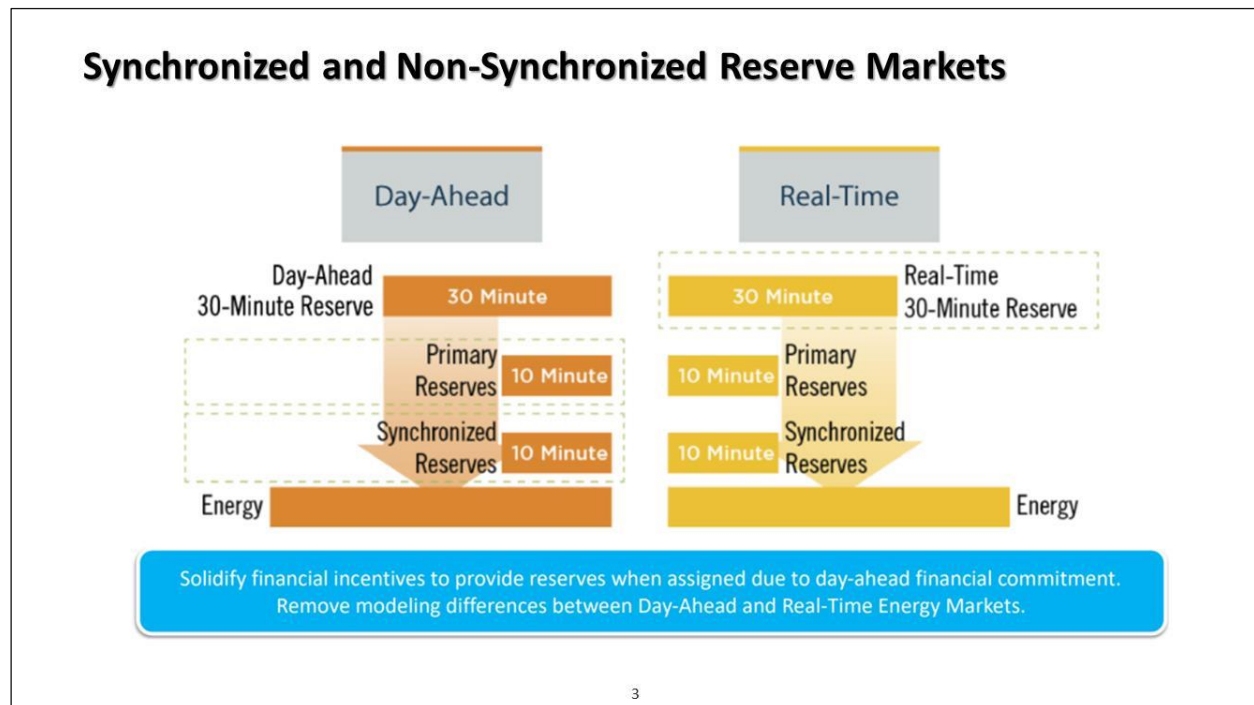 Synchronized and Non-Synchronized Reserve Markets
Day-Ahead
Day-Ahead
30-Minute Reserve
30 Minute
Primary
Reserves
10 Minute
Synchronized
Reserves
10 Minute
Energy
Real-Time
30 Minute
Real-Time
30-Minute Reserve
10 Minute
Primary
Reserves
10 Minute
Synchronized
Reserves
Energy
Solidify financial incentives to provide reserves when assigned due to day-ahead financial commitment.
Remove modeling differences between Day-Ahead and Real-Time Energy Markets.
3